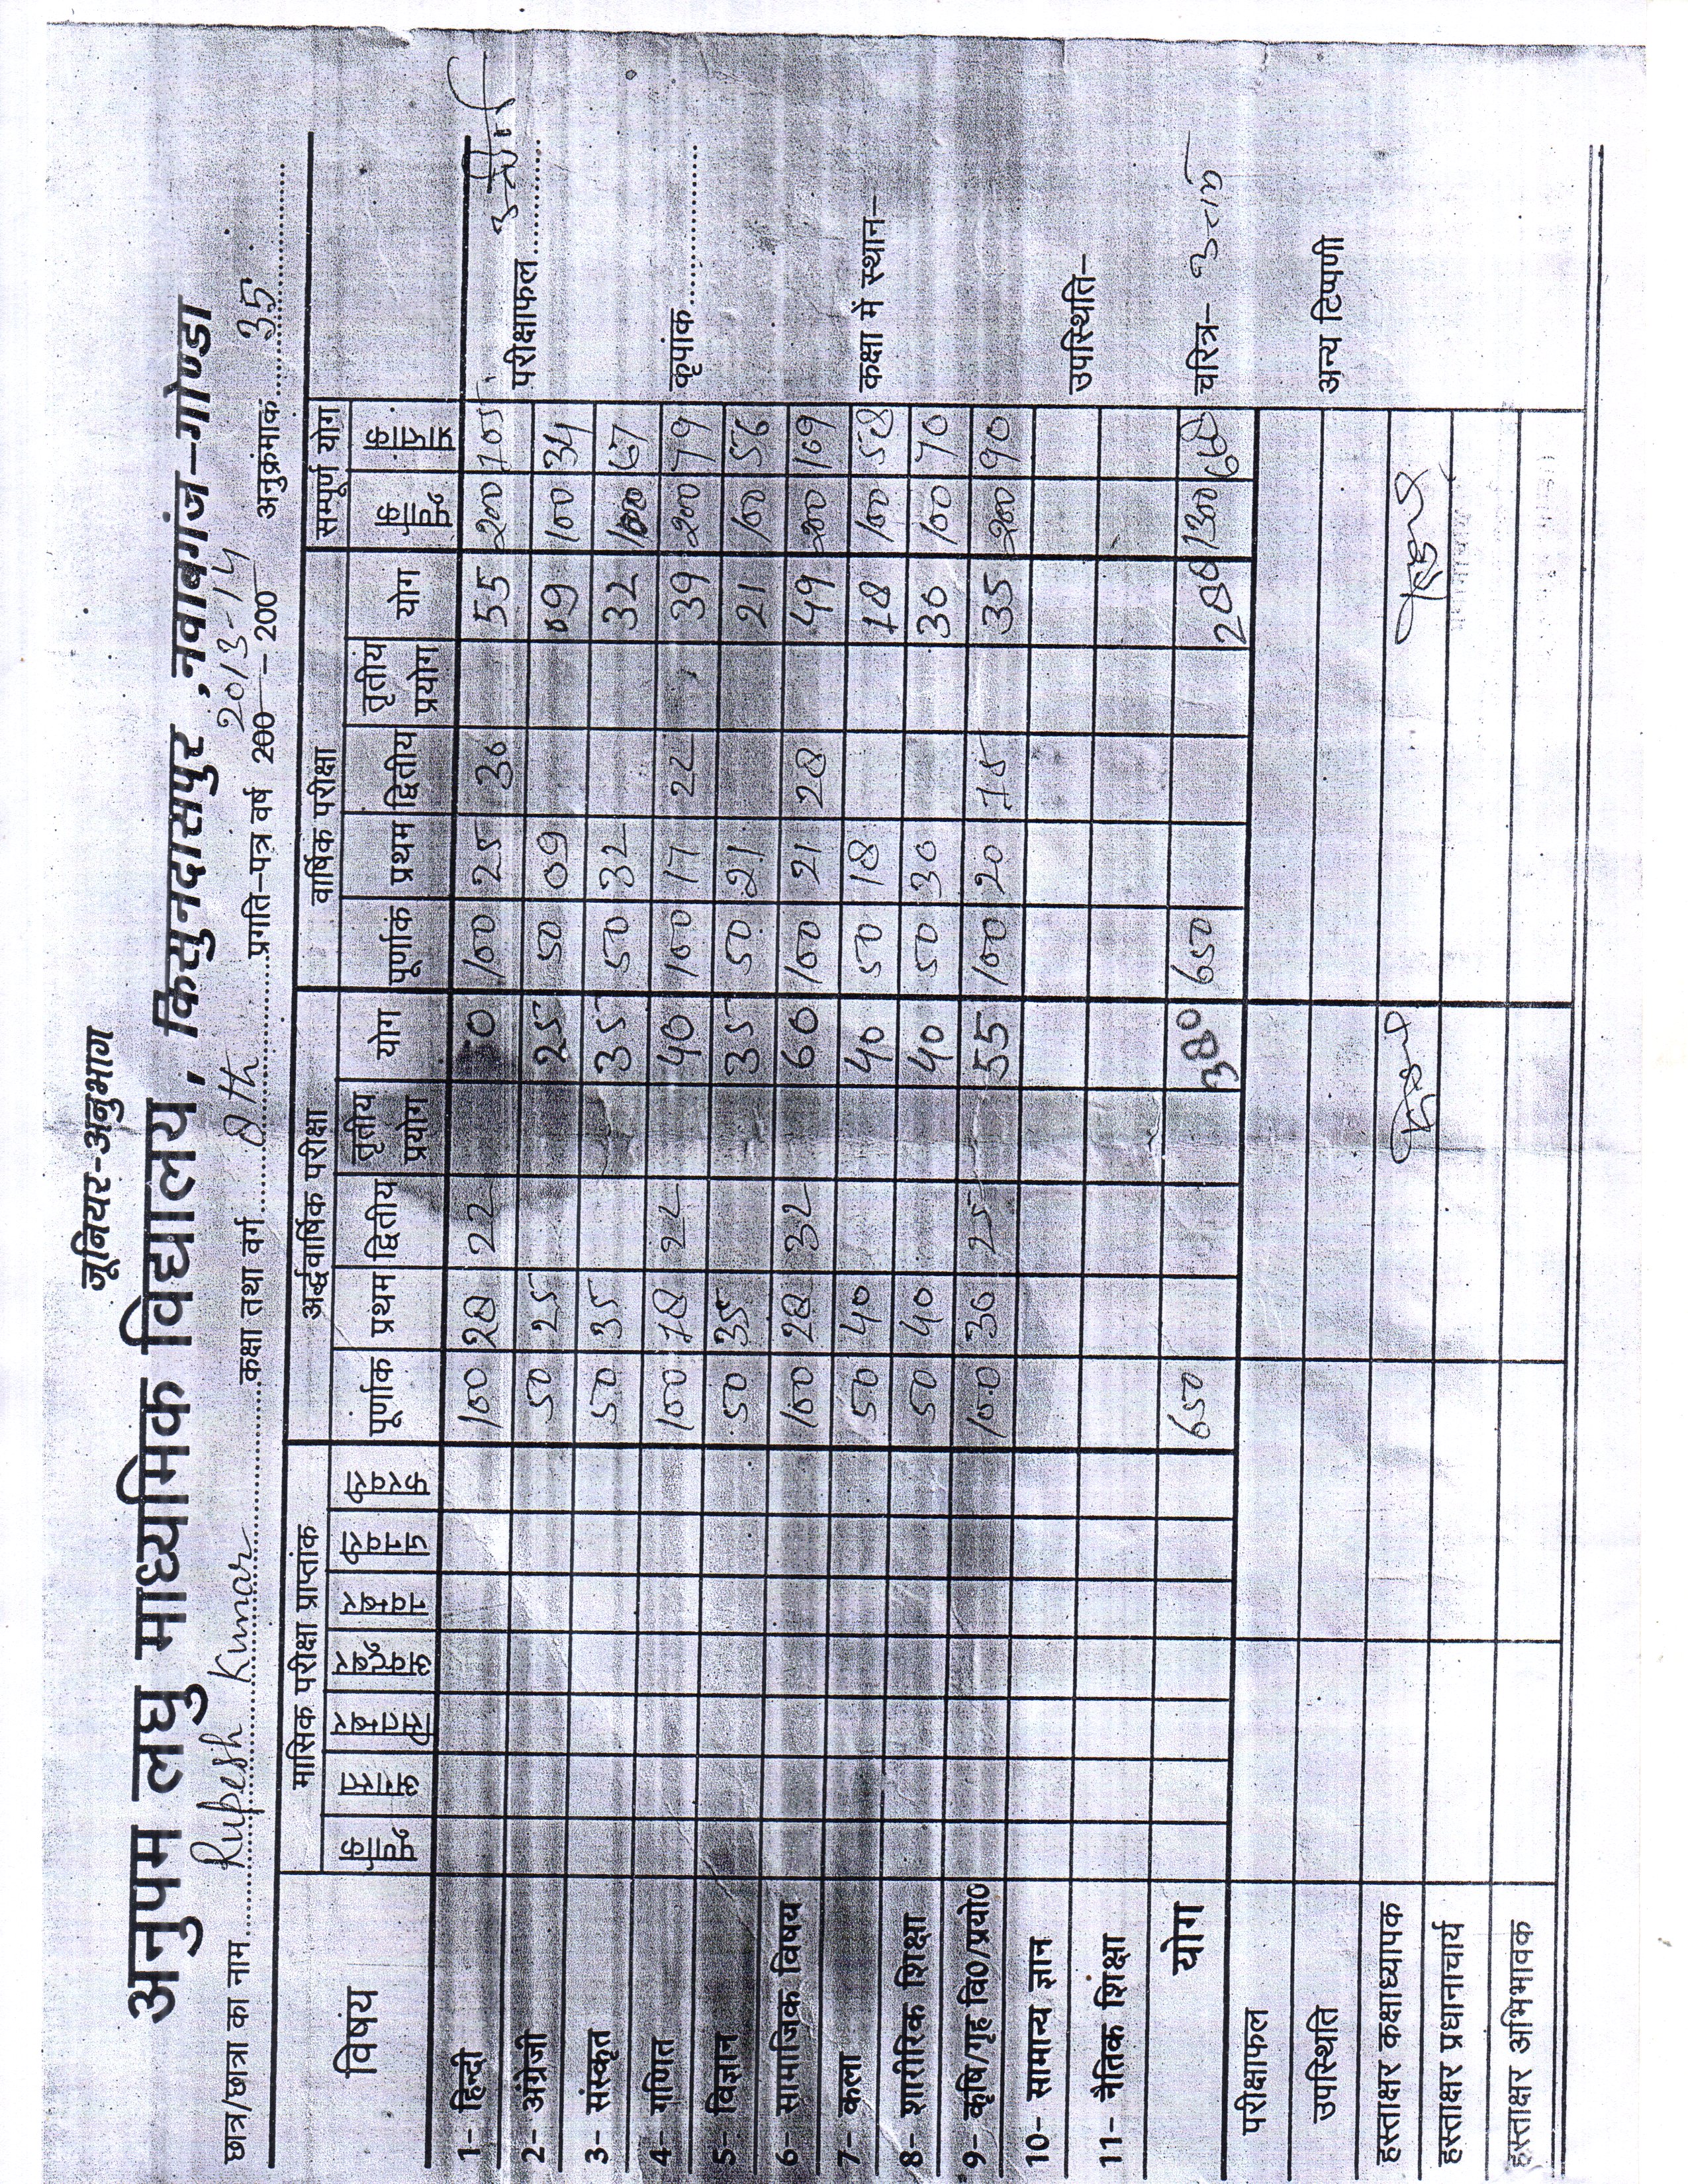 जूनियर-अनुभाग
अनुपम लघु माध्यमिक विद्यालय, किसुनदासपुर, नवाबगंज-गोण्डा
छात्र/छात्रा का नाम Rupesh Kumar कक्षा तथा वर्ग 8th प्रगति-पत्र वर्ष 200 - 200 2013-14 अनुक्रमांक 35
विषय मासिक परीक्षा प्राप्तांक अर्द्धवार्षिक परीक्षा वार्षिक परीक्षा सम्पूर्ण योग
पूर्णांक अगस्त सितम्बर अक्टूबर नवम्बर जनवरी फरवरी पूर्णांक प्रथम द्वितीय तृतीय प्रयोग योग पूर्णांक प्रथम द्वितीय तृतीय प्रयोग योग पूर्णांक प्राप्तांक
1- हिन्दी 100 28 22 0 100 25 30 55 200 105 परीक्षाफल उत्तीर्ण
2- अंग्रेजी 50 25 25 50 09 09 100 34
3- संस्कृत 50 35 35 50 32 32 100 67
4- गणित 100 18 22 40 100 17 22 39 200 79 कृपांक
5- विज्ञान 50 35 35 50 21 21 100 56
6- सामाजिक विषय 100 28 32 60 100 21 28 49 200 109
7- कला 50 40 40 50 18 18 100 58 कक्षा में स्थान-
8- शारीरिक शिक्षा 50 40 40 50 30 30 100 70
9- कृषि/गृह वि0/प्रयो0 100 30 25 55 100 20 15 35 200 90
10- सामान्य ज्ञान
11- नैतिक शिक्षा उपस्थिति-
योग 650 380 650 288 1300 चरित्र- उत्तम
परीक्षाफल
उपस्थिति अन्य टिप्पणी
हस्ताक्षर कक्षाध्यापक
हस्ताक्षर प्रधानाचार्य
हस्ताक्षर अभिभावक